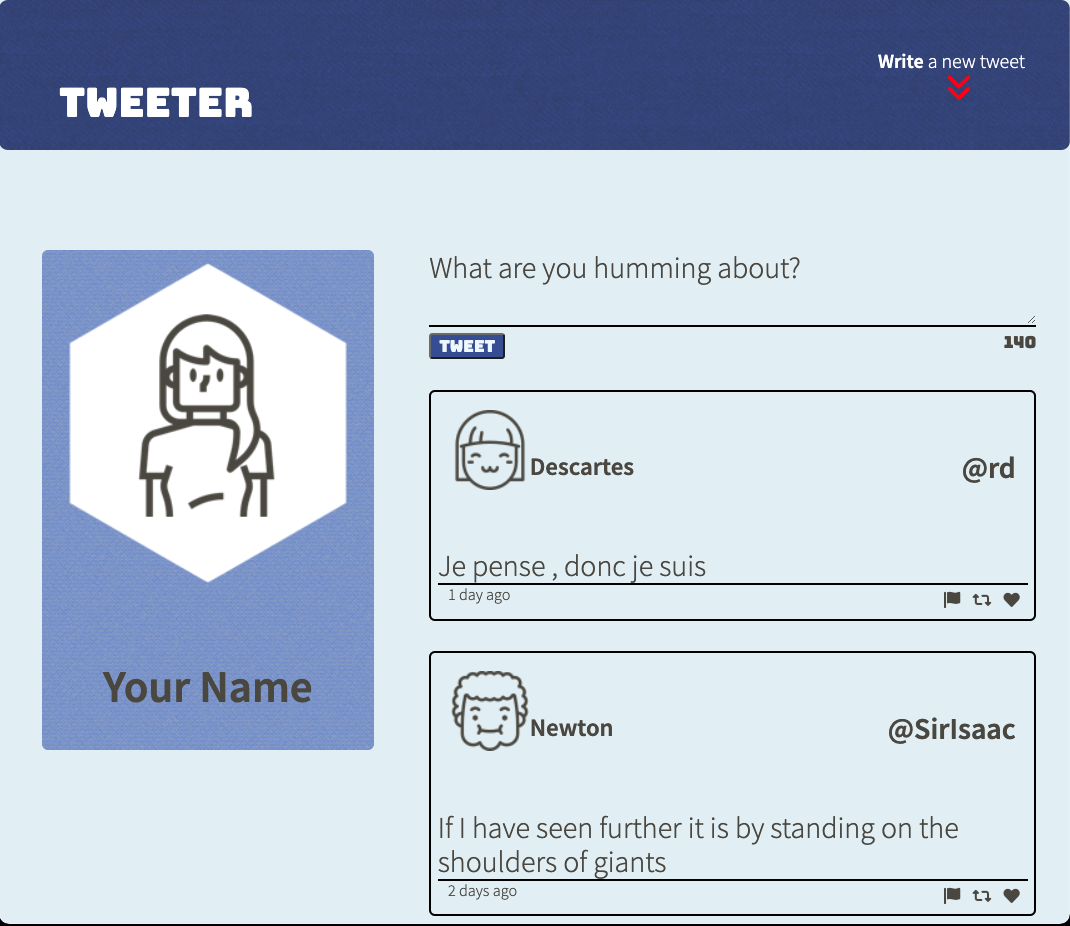 Write a new tweet
TWEETER
What are you humming about?
TWEET
140
Your Name
Descartes
@rd
Je pense , donc je suis
1 day ago
Newton
@SirIsaac
If I have seen further it is by standing on the
shoulders of giants
2 days ago